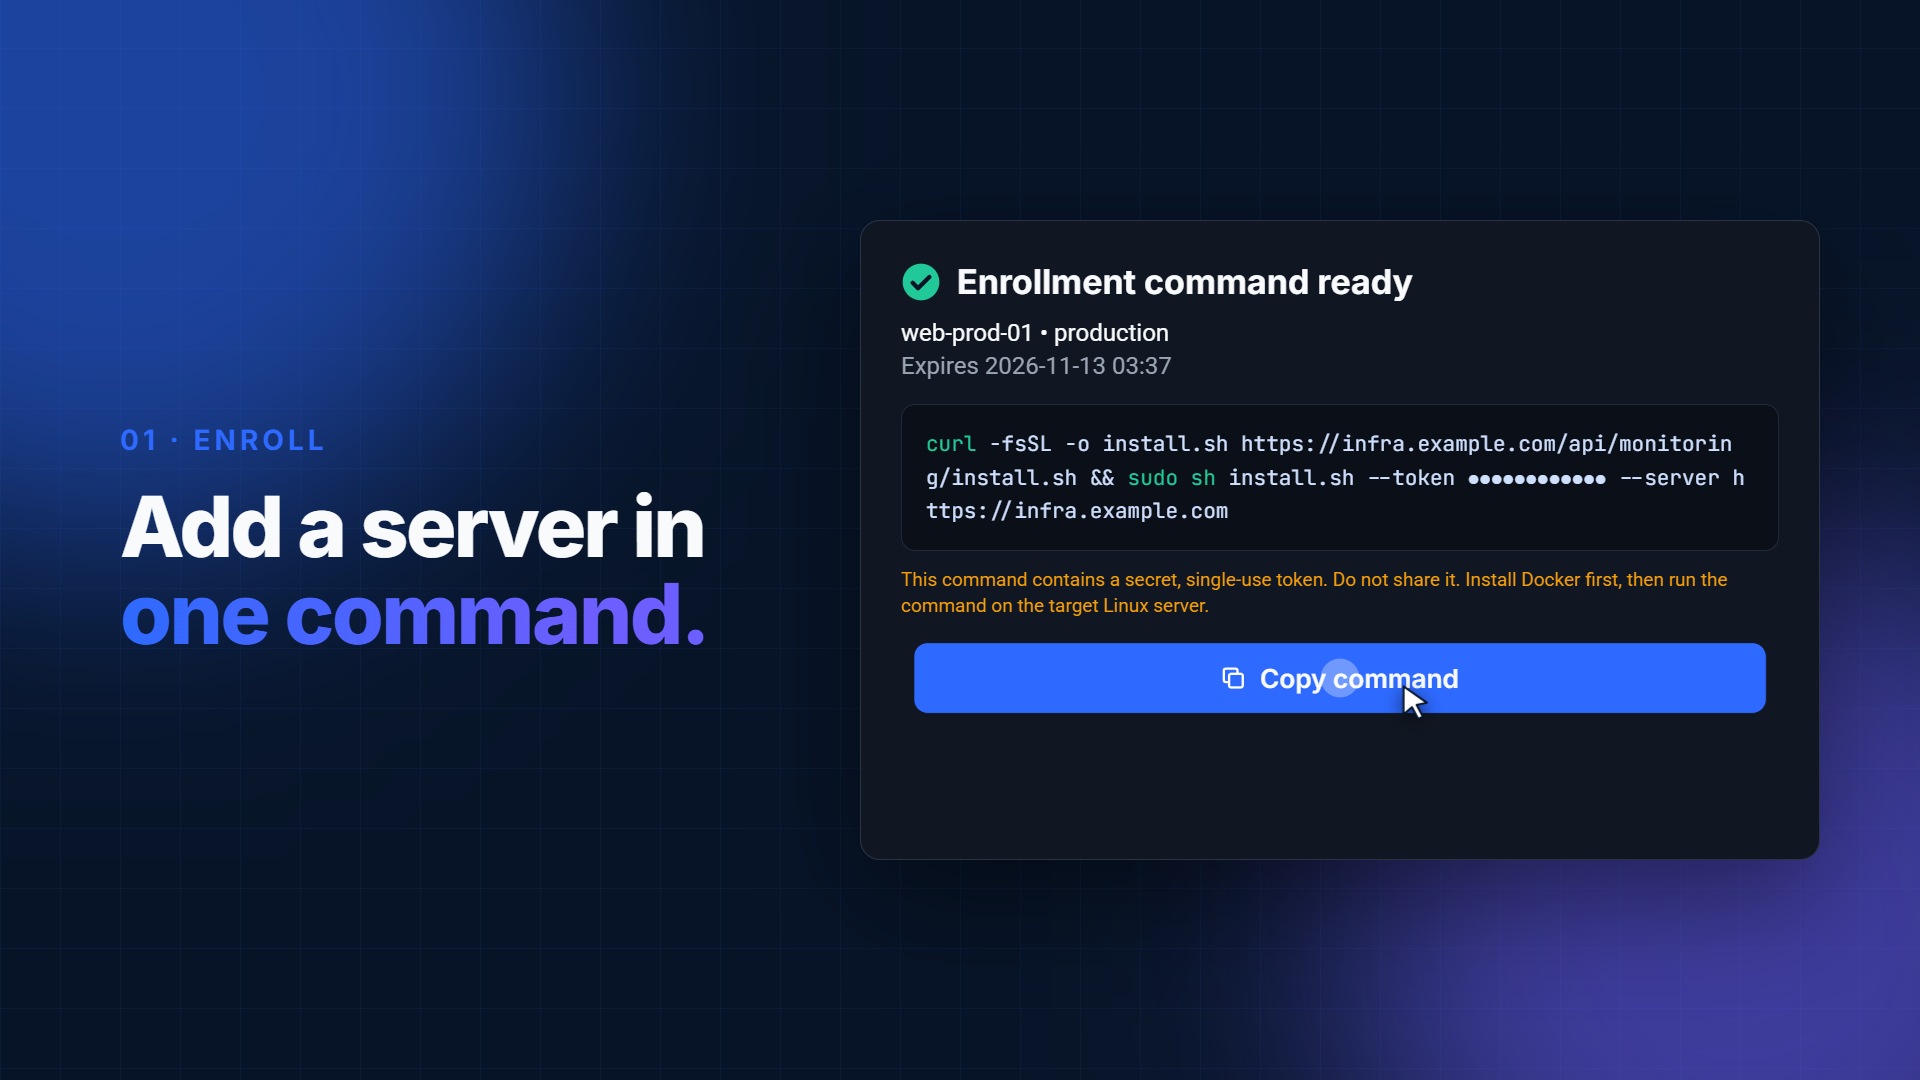 01 · ENROLL
Add a server in
one command.
Enrollment command ready
web-prod-01 • production
Expires 2026-11-13 03:37
curl -fsSL -o install.sh https://infra.example.com/api/monitorin
g/install.sh && sudo sh install.sh --token ●●●●●●●●●●●● --server h
ttps://infra.example.com
This command contains a secret, single-use token. Do not share it. Install Docker first, then run the
command on the target Linux server.
Copy command